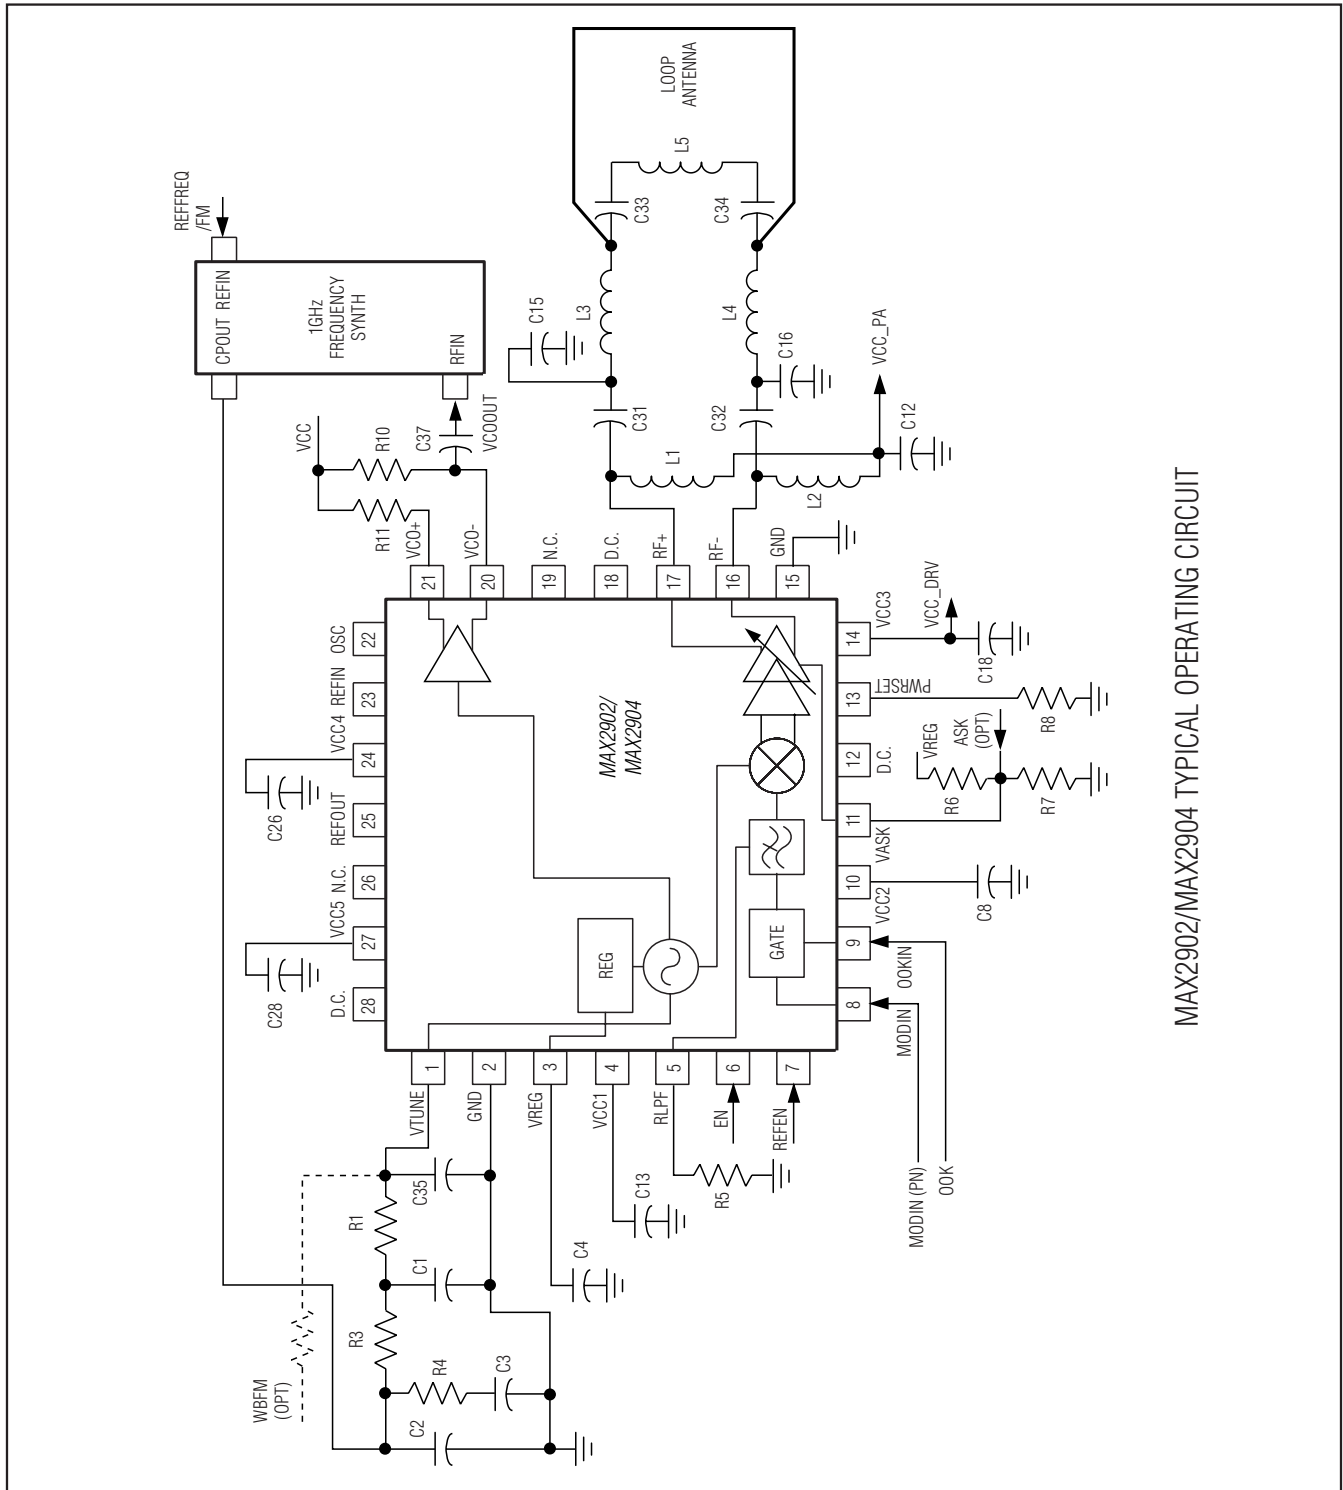 REFFREQ
/FM
CPOUT REFIN
1GHz
FREQUENCY
SYNTH
RFIN
LOOP
ANTENNA
L5
C33
C34
L3
L4
C15
C16
C31
C32
L1
L2
VCC_PA
C12
VCC
R10
R11
C37
VCOOUT
VCO+
VCO-
N.C.
D.C.
RF+
RF-
GND
21
20
19
18
17
16
15
22
OSC
23
REFIN
24
VCC4
25
REFOUT
26
N.C.
27
VCC5
28
D.C.
C26
C28
MAX2902/
MAX2904
REG
GATE
14
VCC3
VCC_DRV
C18
13
PWRSET
R8
12
D.C.
VREG
ASK
(OPT)
R6
R7
11
VASK
10
VCC2
C8
9
OOKIN
8
MODIN
MODIN (PN)
OOK
1
2
3
4
5
6
7
VTUNE
GND
VREG
VCC1
RLPF
EN
REFEN
C35
R1
C1
R3
R4
C3
C2
WBFM
(OPT)
C4
C13
R5
MAX2902/MAX2904 TYPICAL OPERATING CIRCUIT